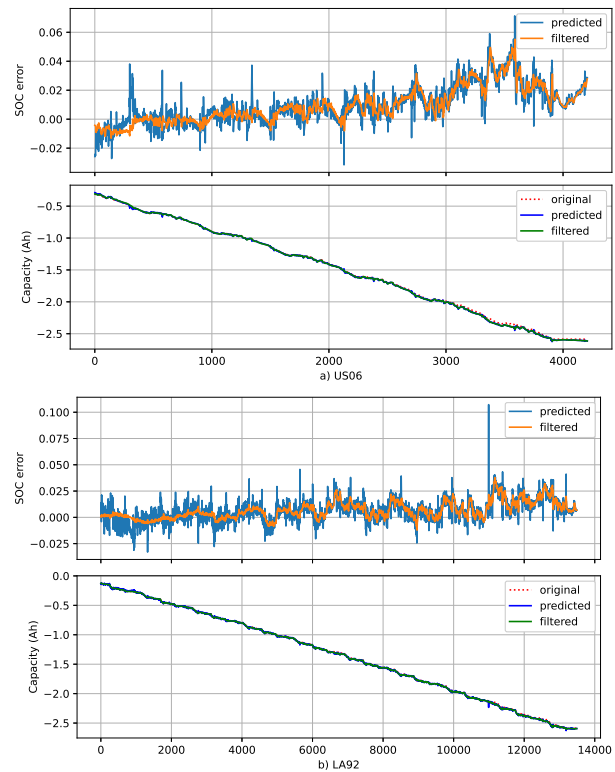 SOC error
0.06
0.04
0.02
0.00
−0.02
predicted
filtered
Capacity (Ah)
−0.5
−1.0
−1.5
−2.0
−2.5
original
predicted
filtered
0 1000 2000 3000 4000
a) US06
SOC error
0.100
0.075
0.050
0.025
0.000
−0.025
predicted
filtered
Capacity (Ah)
0.0
−0.5
−1.0
−1.5
−2.0
−2.5
original
predicted
filtered
0 2000 4000 6000 8000 10000 12000 14000
b) LA92